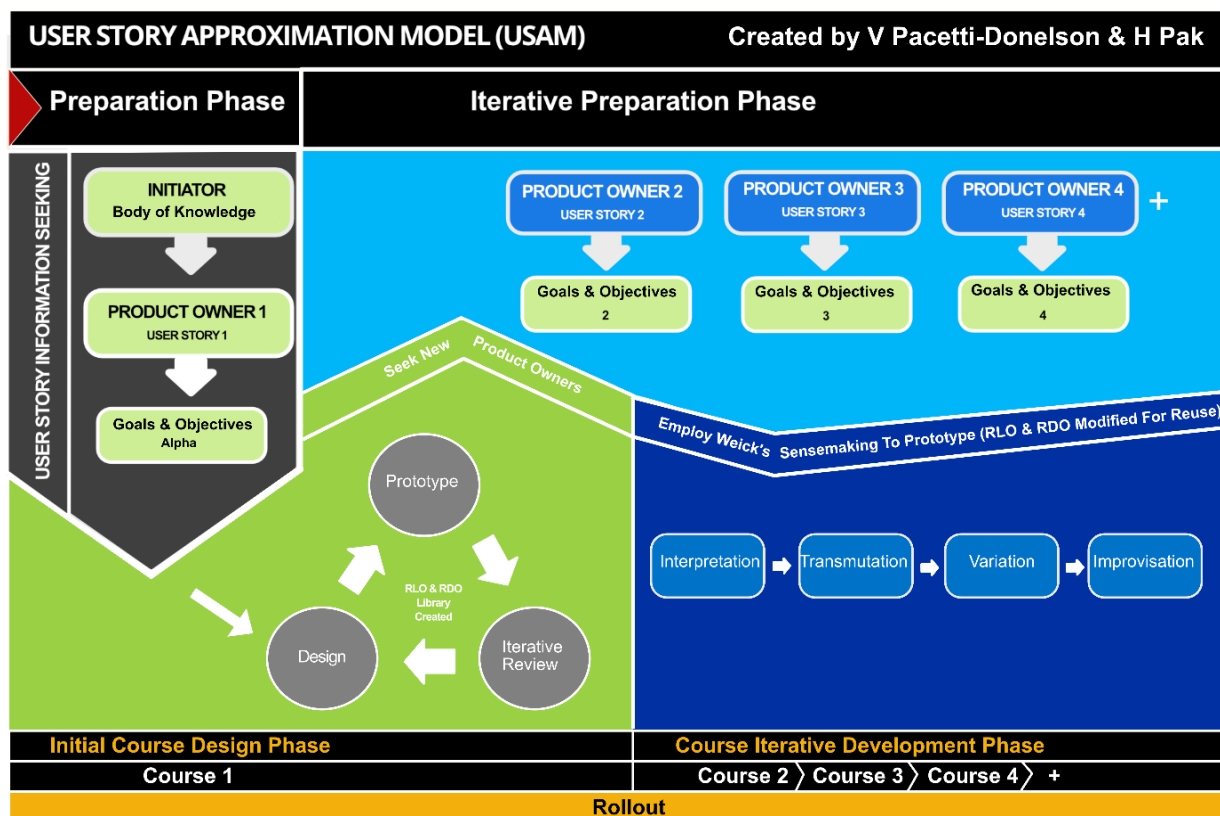 USER STORY APPROXIMATION MODEL (USAM)
Created by V Pacetti-Donelson & H Pak
Preparation Phase
Iterative Preparation Phase
USER STORY INFORMATION SEEKING
INITIATOR
Body of Knowledge
PRODUCT OWNER 1
USER STORY 1
Goals & Objectives
Alpha
PRODUCT OWNER 2
USER STORY 2
PRODUCT OWNER 3
USER STORY 3
PRODUCT OWNER 4
USER STORY 4
+
Goals & Objectives
2
Goals & Objectives
3
Goals & Objectives
4
Seek New Product Owners
Employ Weick's Sensemaking To Prototype (RLO & RDO Modified For Reuse)
Prototype
RLO & RDO
Library
Created
Design
Iterative
Review
Interpretation
Transmutation
Variation
Improvisation
Initial Course Design Phase
Course Iterative Development Phase
Course 1
Course 2 Course 3 Course 4 +
Rollout